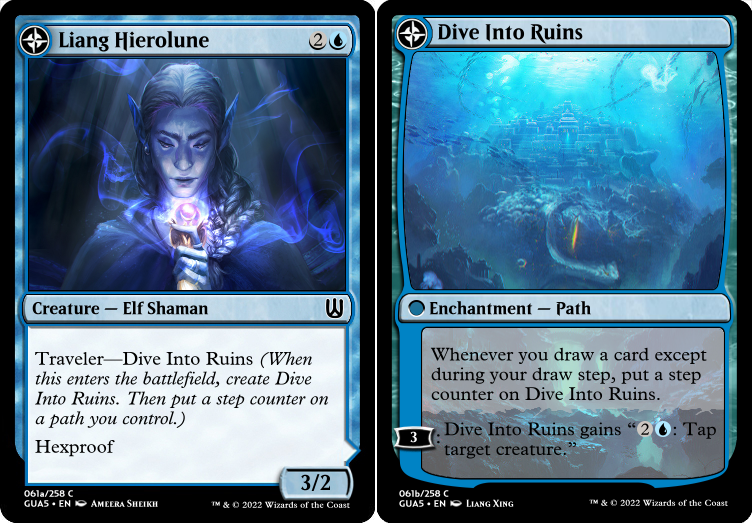 Liang Hierolune 2
Creature — Elf Shaman
Traveler—Dive Into Ruins (When
this enters the battlefield, create Dive
Into Ruins. Then put a step counter on
a path you control.)
Hexproof
3/2
061a/258 C
GUA5 • EN Ameera Sheikh
™ & © 2022 Wizards of the Coast
Dive Into Ruins
Enchantment — Path
Whenever you draw a card except
during your draw step, put a step
counter on Dive Into Ruins.
3 : Dive Into Ruins gains “2: Tap
target creature.”
061b/258 C
GUA5 • EN Liang Xing
™ & © 2022 Wizards of the Coast